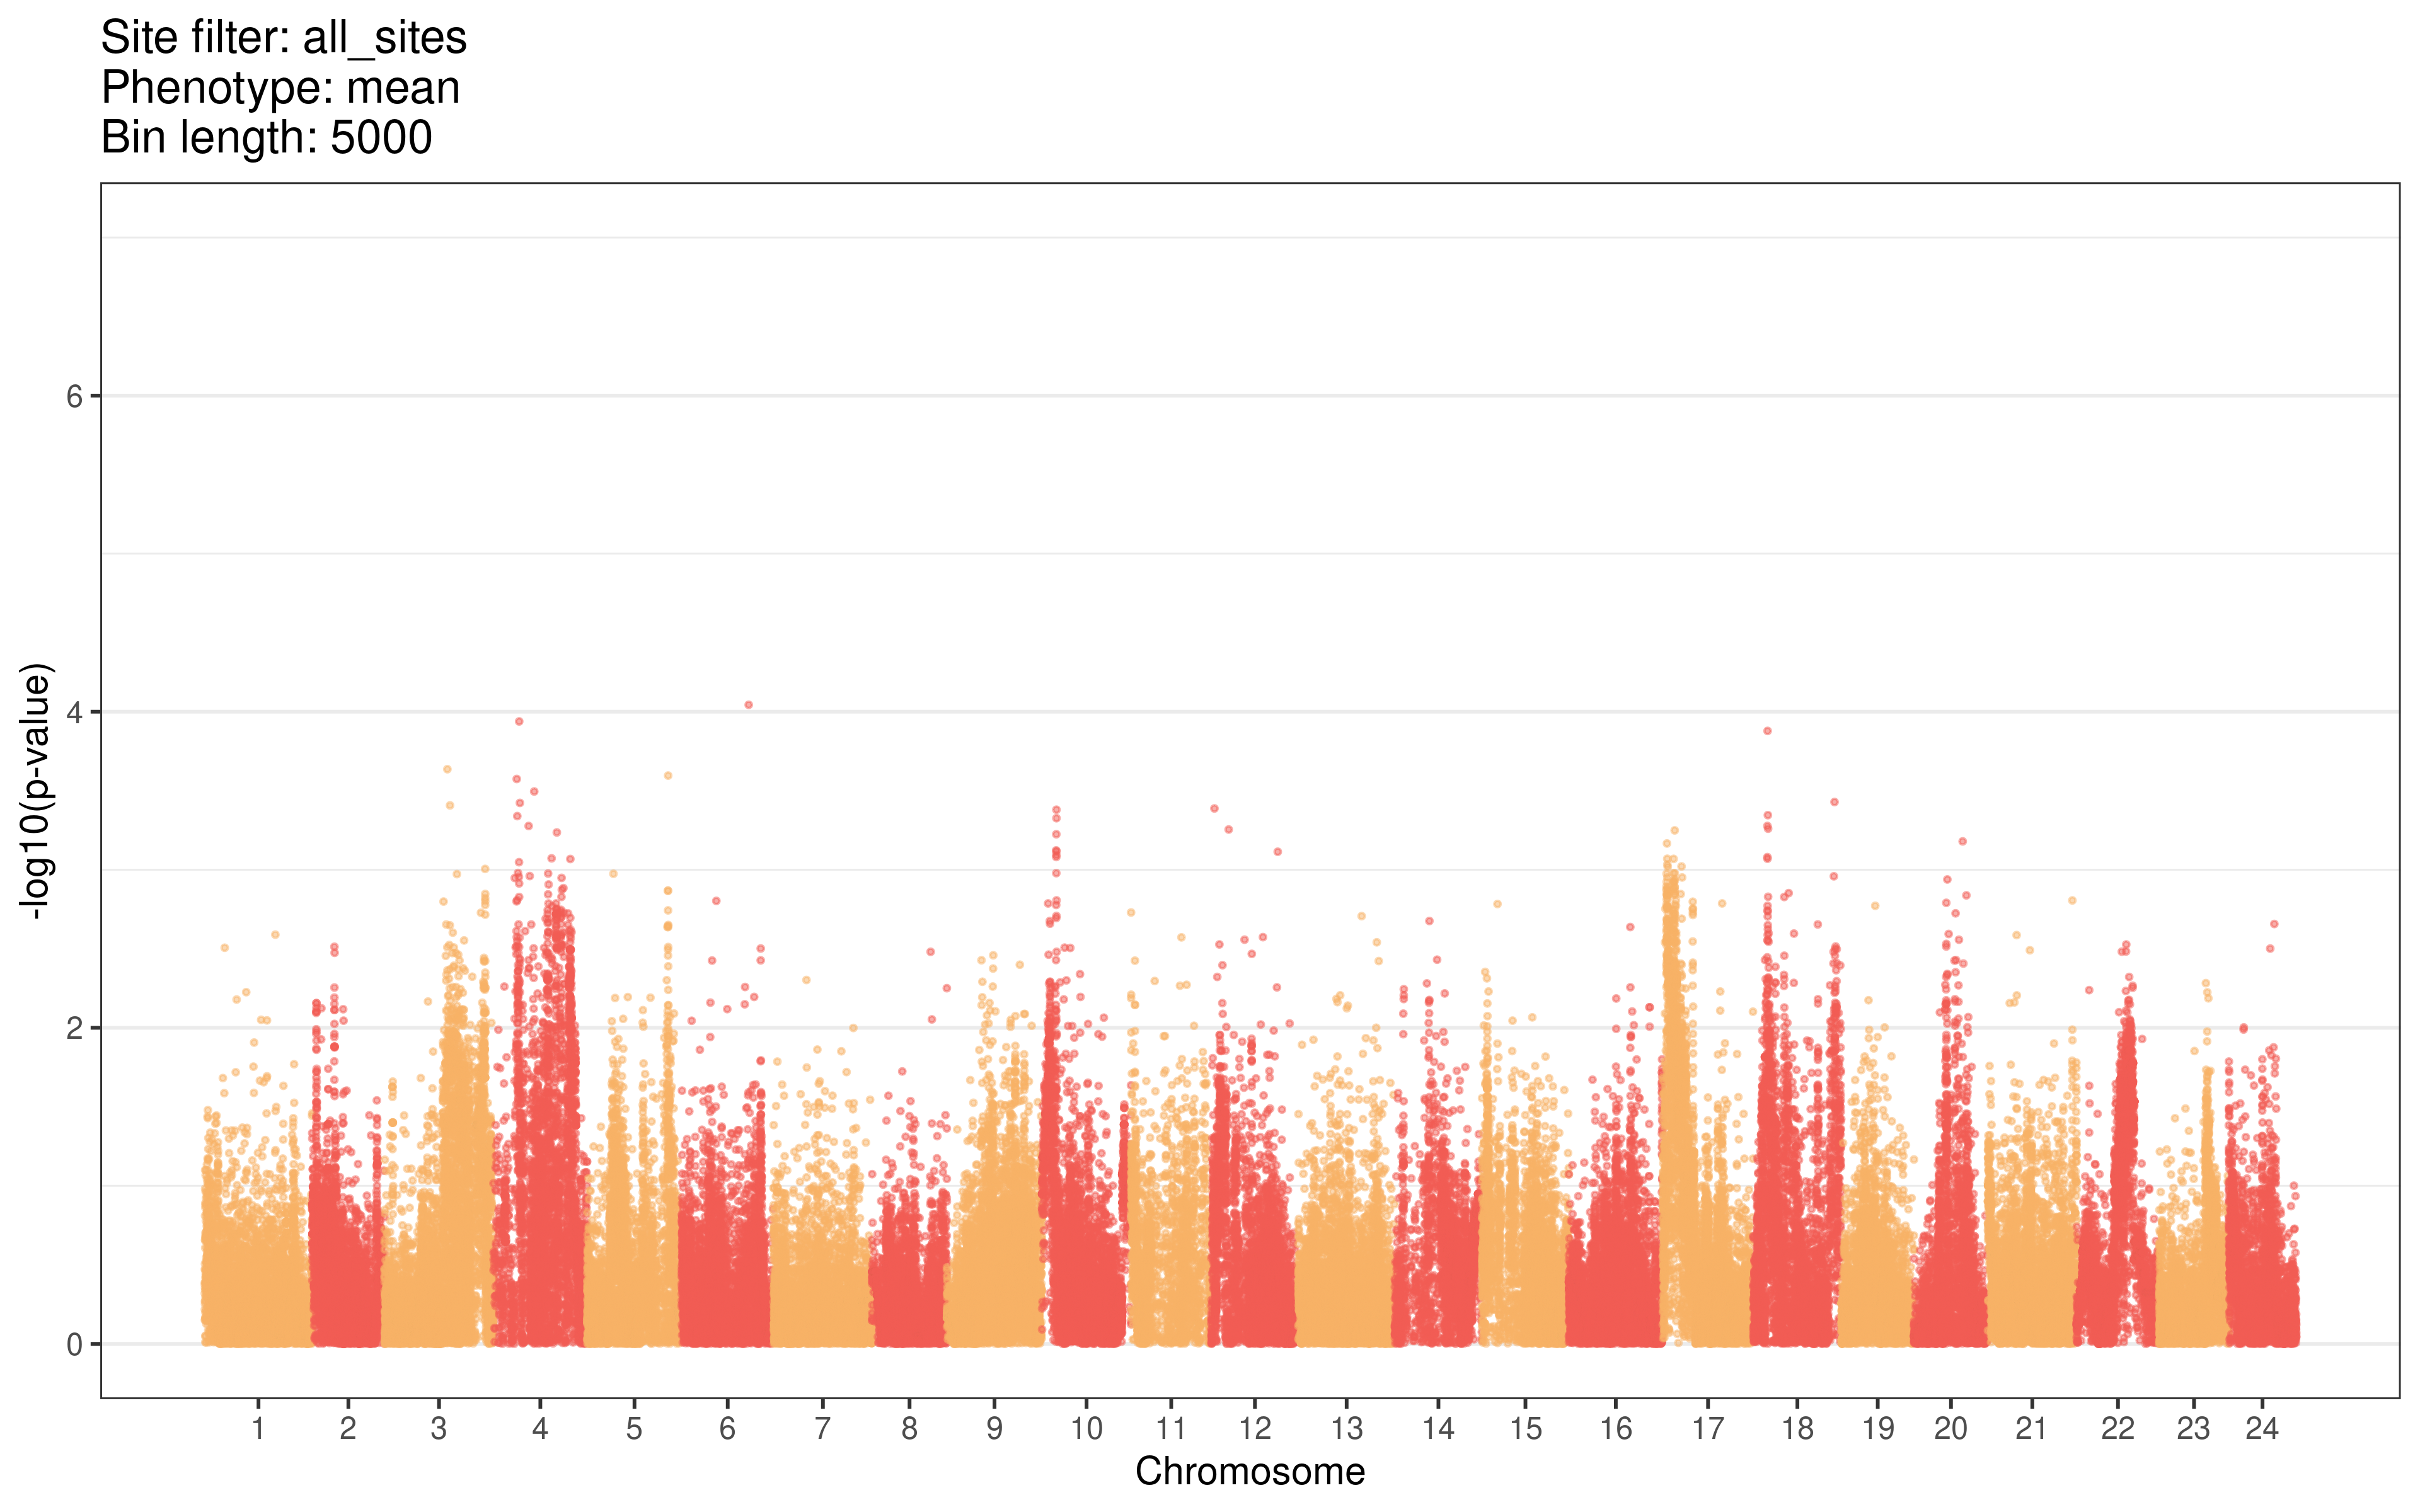 Site filter: all_sites
Phenotype: mean
Bin length: 5000
-log10(p-value)
6
4
2
0
1 2 3 4 5 6 7 8 9 10 11 12 13 14 15 16 17 18 19 20 21 22 23 24
Chromosome